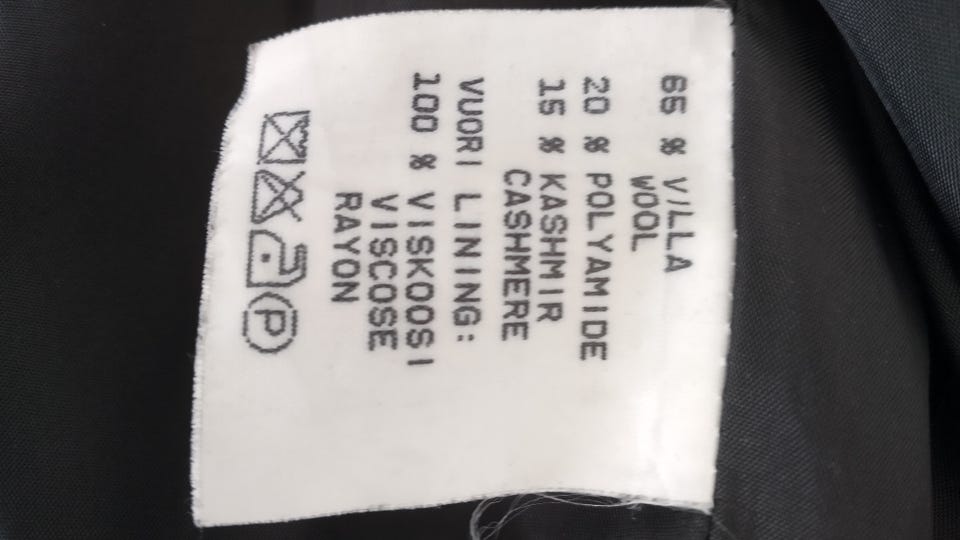 65 % VILLA
WOOL
20 % POLYAMIDE
15 % KASHMIR
CASHMERE
VUORI LINING:
100 % VISKOOSI
VISCOSE
RAYON
P